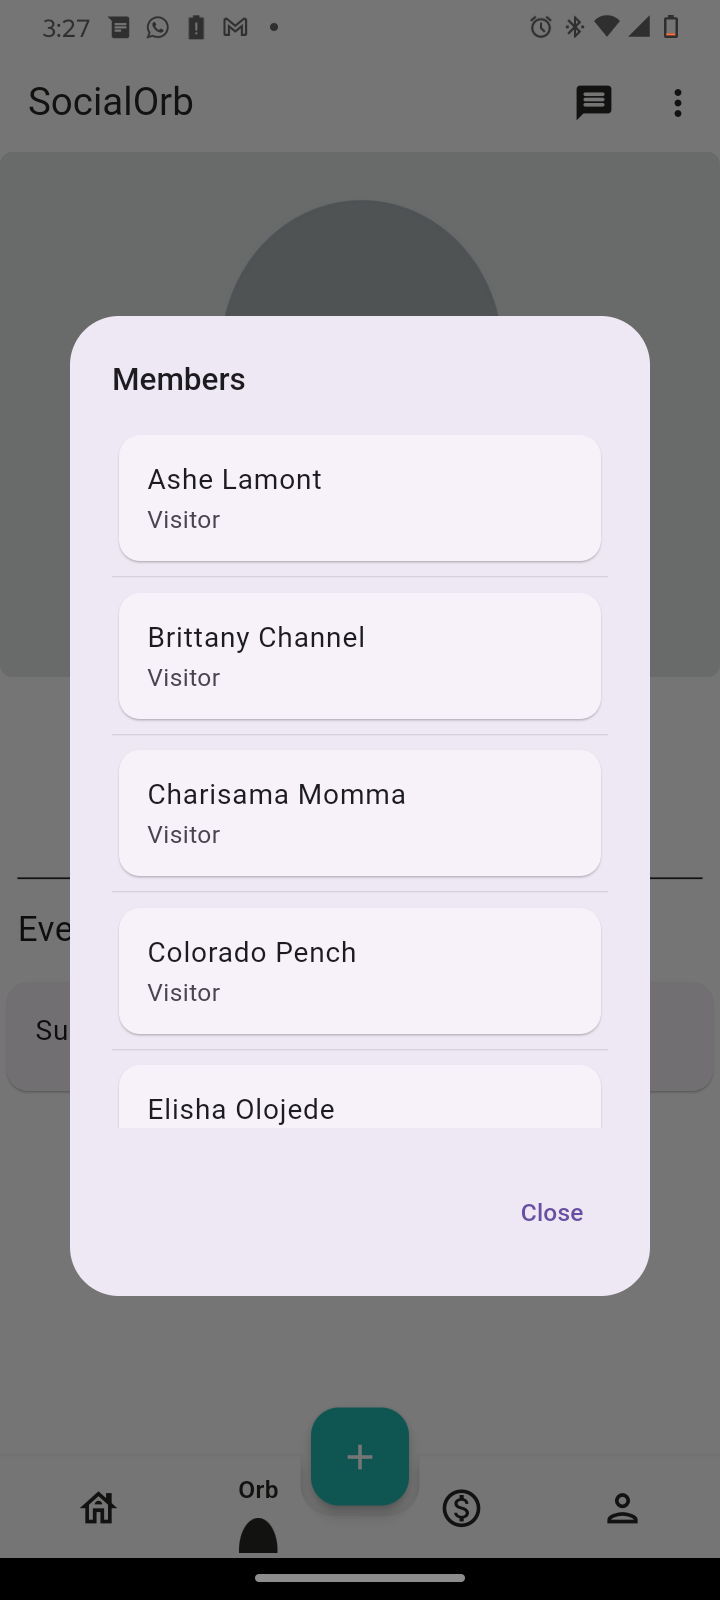 3:27
SocialOrb
Members
Ashe Lamont
Visitor
Brittany Channel
Visitor
Charisama Momma
Visitor
Colorado Pench
Visitor
Eve
Su
Elisha Olojede
Close
Orb